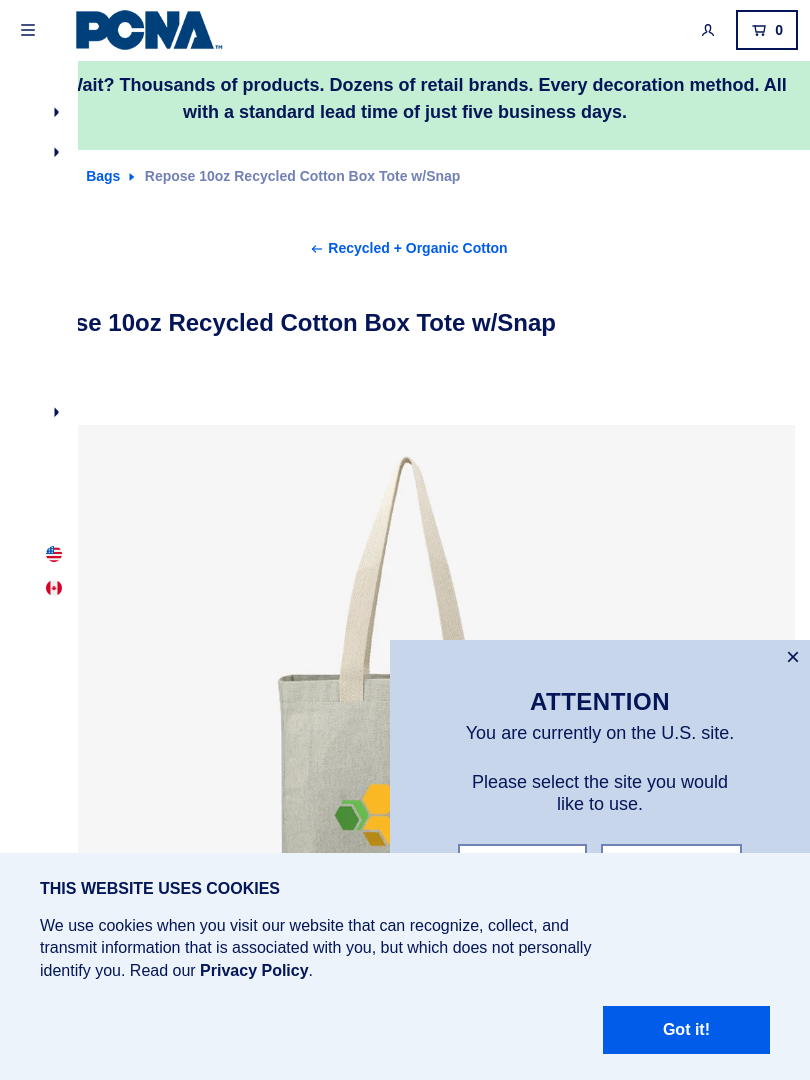 PCNA™
0
Wait? Thousands of products. Dozens of retail brands. Every decoration method. All
with a standard lead time of just five business days.
Bags
Repose 10oz Recycled Cotton Box Tote w/Snap
Recycled + Organic Cotton
se 10oz Recycled Cotton Box Tote w/Snap
ATTENTION
You are currently on the U.S. site.
Please select the site you would
like to use.
THIS WEBSITE USES COOKIES
We use cookies when you visit our website that can recognize, collect, and
transmit information that is associated with you, but which does not personally
identify you. Read our Privacy Policy.
Got it!